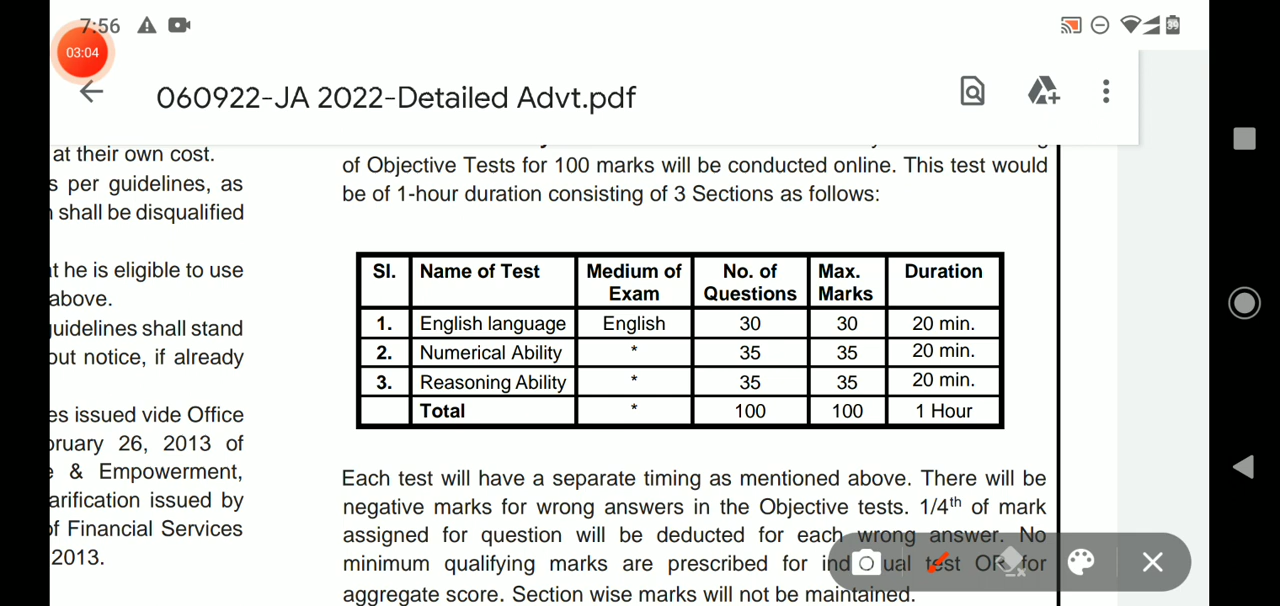 7:56
39
03:04
060922-JA 2022-Detailed Advt.pdf
at their own cost.
s per guidelines, as
shall be disqualified
t he is eligible to use
above.
uidelines shall stand
out notice, if already
es issued vide Office
bruary 26, 2013 of
& Empowerment,
arification issued by
of Financial Services
2013.
of Objective Tests for 100 marks will be conducted online. This test would
be of 1-hour duration consisting of 3 Sections as follows:
Sl. Name of Test Medium of Exam No. of Questions Max. Marks Duration
1. English language English 30 30 20 min.
2. Numerical Ability * 35 35 20 min.
3. Reasoning Ability * 35 35 20 min.
Total * 100 100 1 Hour
Each test will have a separate timing as mentioned above. There will be
negative marks for wrong answers in the Objective tests. 1/4th of mark
assigned for question will be deducted for each wrong answer. No
minimum qualifying marks are prescribed for ind ual test OR for
aggregate score. Section wise marks will not be maintained.